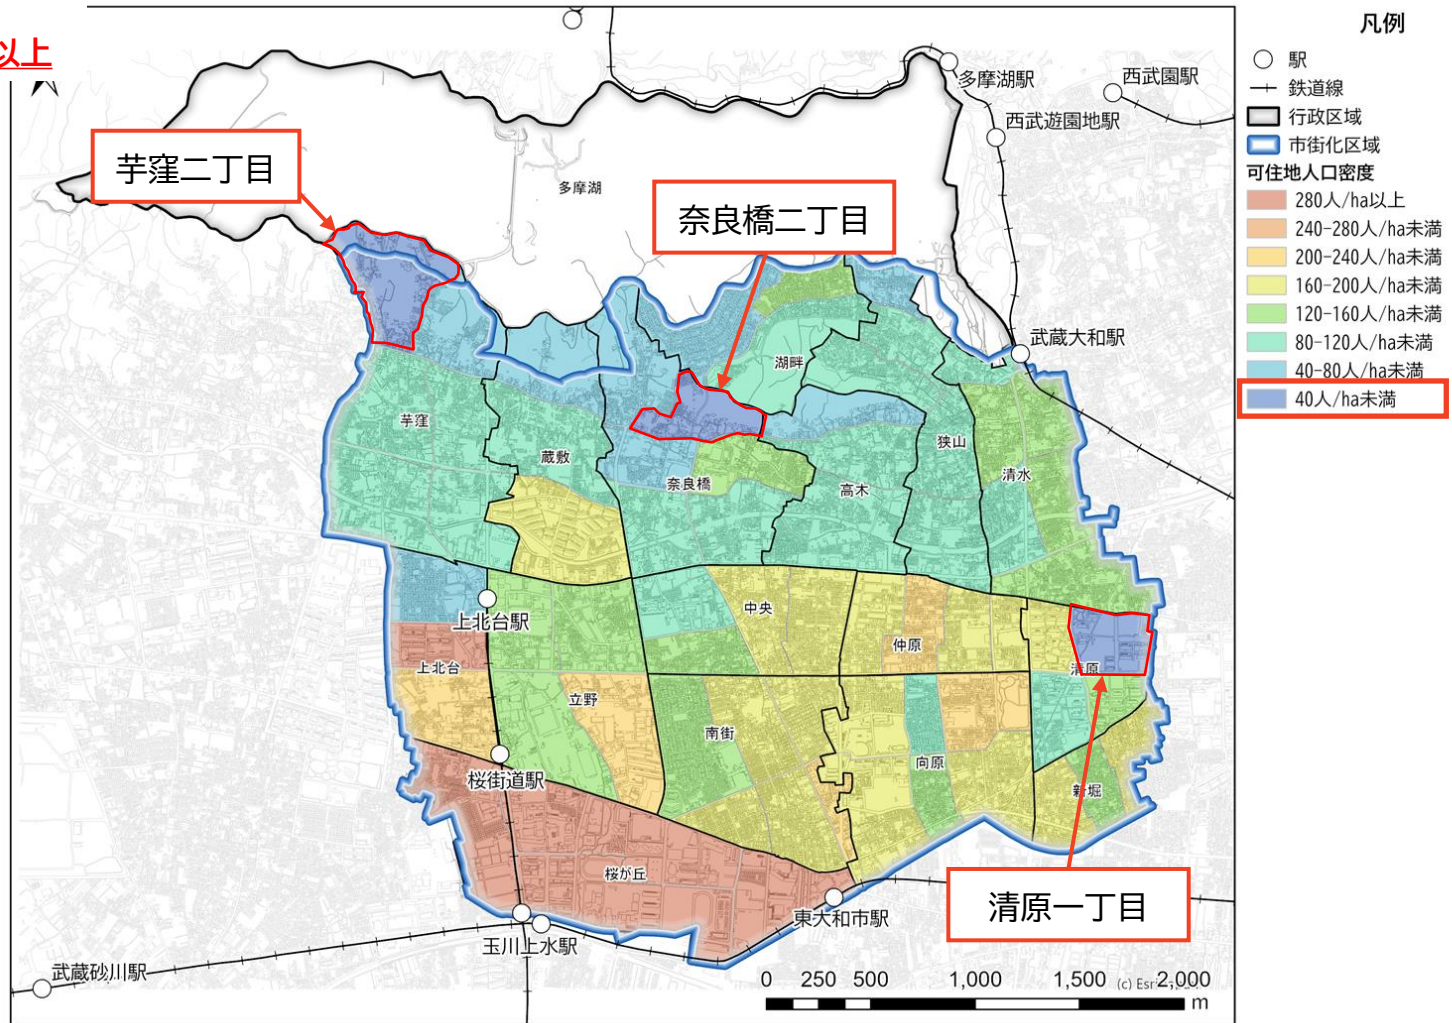 以上
凡例
駅
鉄道線
行政区域
市街化区域
可住地人口密度
280人/ha以上
240-280人/ha未満
200-240人/ha未満
160-200人/ha未満
120-160人/ha未満
80-120人/ha未満
40-80人/ha未満
40人/ha未満
多摩湖駅
西武園駅
西武遊園地駅
芋窪二丁目
多摩湖
奈良橋二丁目
武蔵大和駅
湖畔
芋窪
蔵敷
狭山
清水
奈良橋
高木
上北台駅
中央
仲原
上北台
清原
立野
南街
向原
桜街道駅
新堀
桜が丘
清原一丁目
東大和市駅
玉川上水駅
武蔵砂川駅
0 250 500 1,000 1,500 2,000
m
(c) Esri